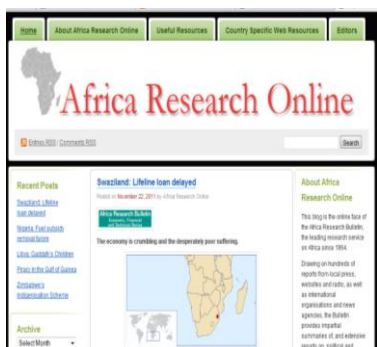 Home
About Africa Research Online
Useful Resources
Country Specific Web Resources
Editors
Africa Research Online
Entries RSS | Comments RSS
Search
Recent Posts
Swaziland: Lifeline
loan delayed
Nigeria: Fuel subsidy
removal fears
Libya: Gaddafi's Children
Piracy in the Gulf of Guinea
Zimbabwe's
Indigenisation Scheme
Archive
Select Month
Swaziland: Lifeline loan delayed
Posted on November 22, 2011 by Africa Research Online
Africa Research Bulletin
Economic, Financial
and Technical Series
The economy is crumbling and the desperately poor suffering.
About Africa
Research Online
This blog is the online face of
the Africa Research Bulletin,
the leading research service
on Africa since 1964.
Drawing on hundreds of
reports from local press,
websites and radio, as well
as international
organisations and news
agencies, the Bulletin
provides impartial
summaries of, and extensive
reports on, political and